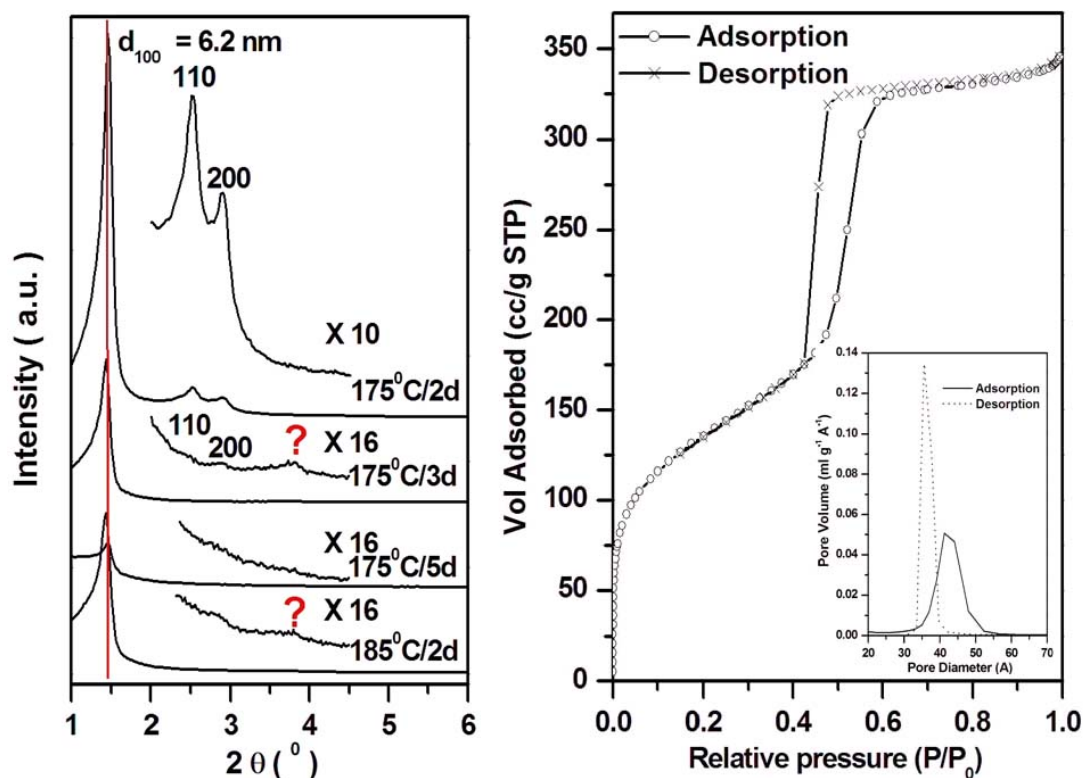 d100 = 6.2 nm
110
200
X 10
175⁰C/2d
110
200
?
X 16
175⁰C/3d
X 16
175⁰C/5d
?
X 16
185⁰C/2d
Intensity ( a.u. )
1 2 3 4 5 6
2 θ ( ⁰ )
Adsorption
Desorption
Vol Adsorbed (cc/g STP)
350
300
250
200
150
100
50
0
0.0 0.2 0.4 0.6 0.8 1.0
Relative pressure (P/P0)
Adsorption
Desorption
Pore Volume (ml g⁻¹ A⁻¹)
0.14
0.12
0.10
0.08
0.06
0.04
0.02
0.00
20 30 40 50 60 70
Pore Diameter (A)